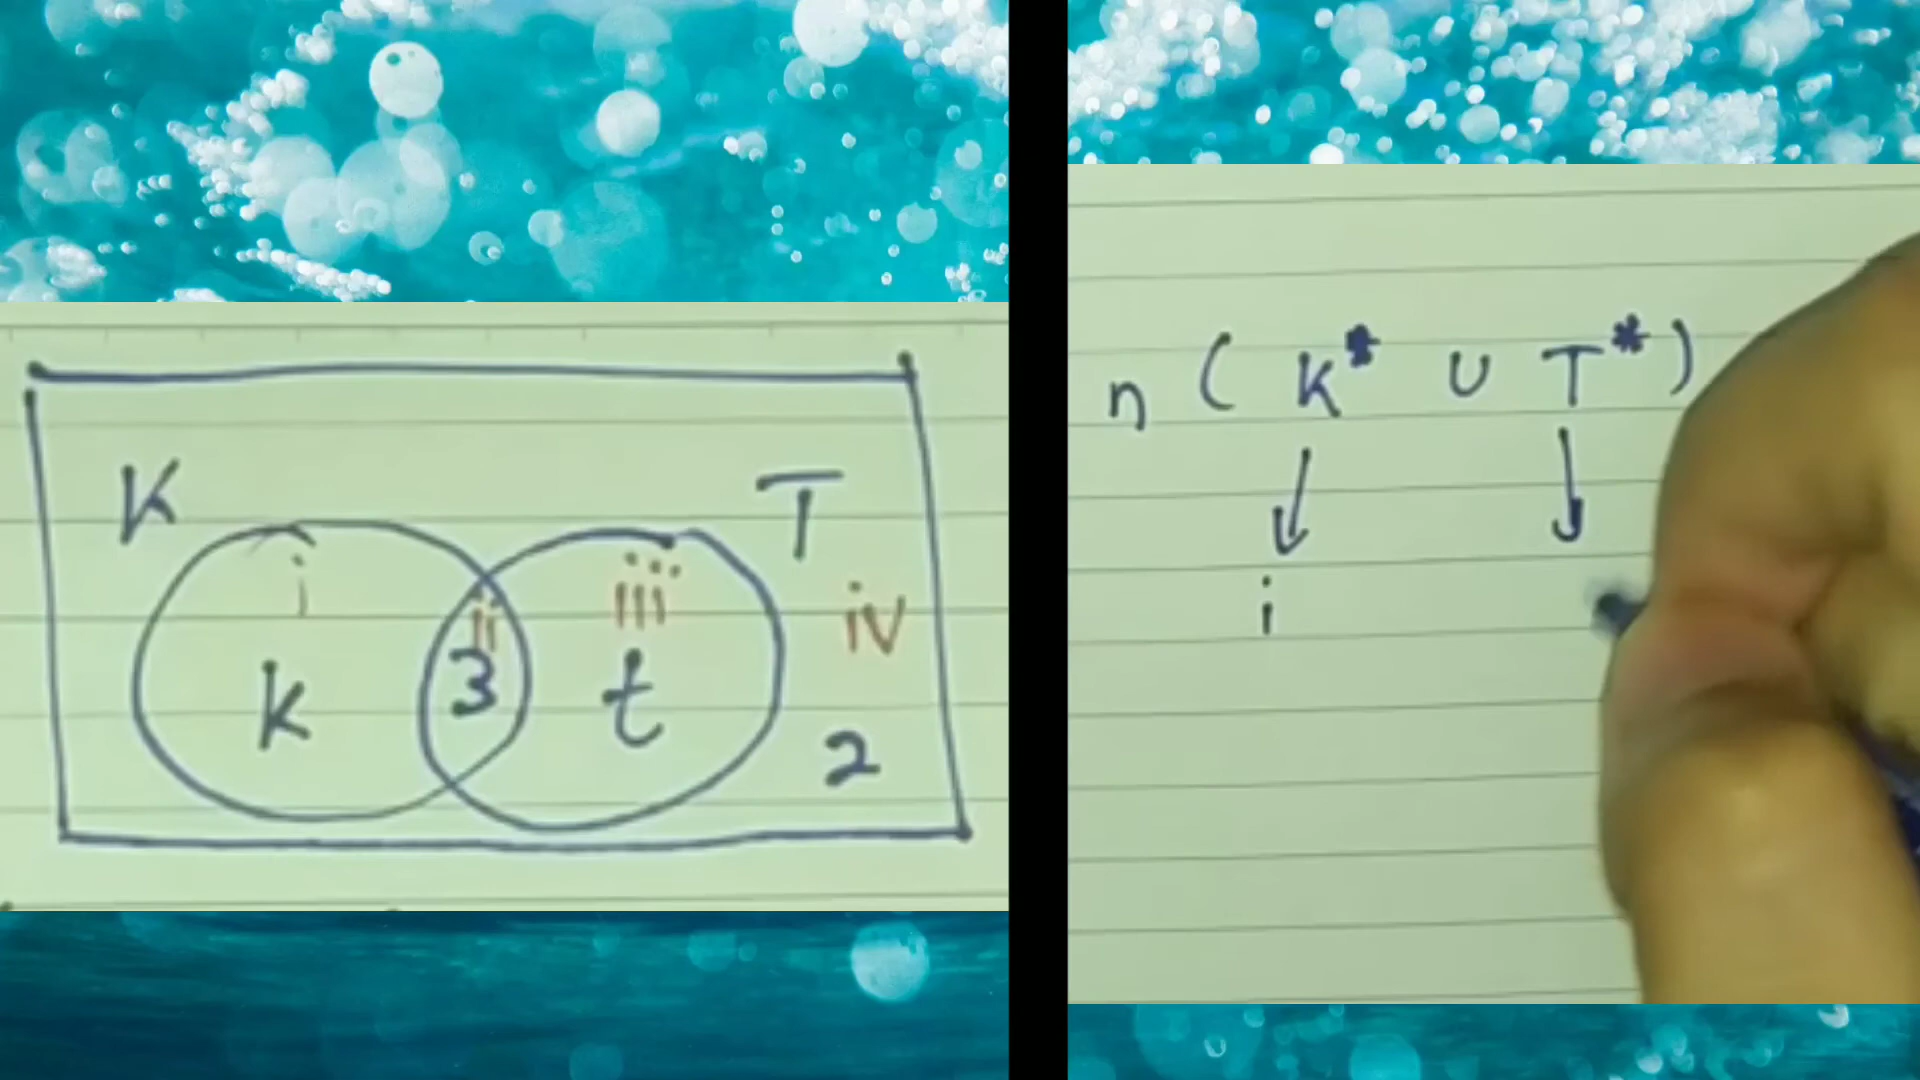 K T
i ii iii iv
k 3 t
2
n ( K* ∪ T* )
↓ ↓
i